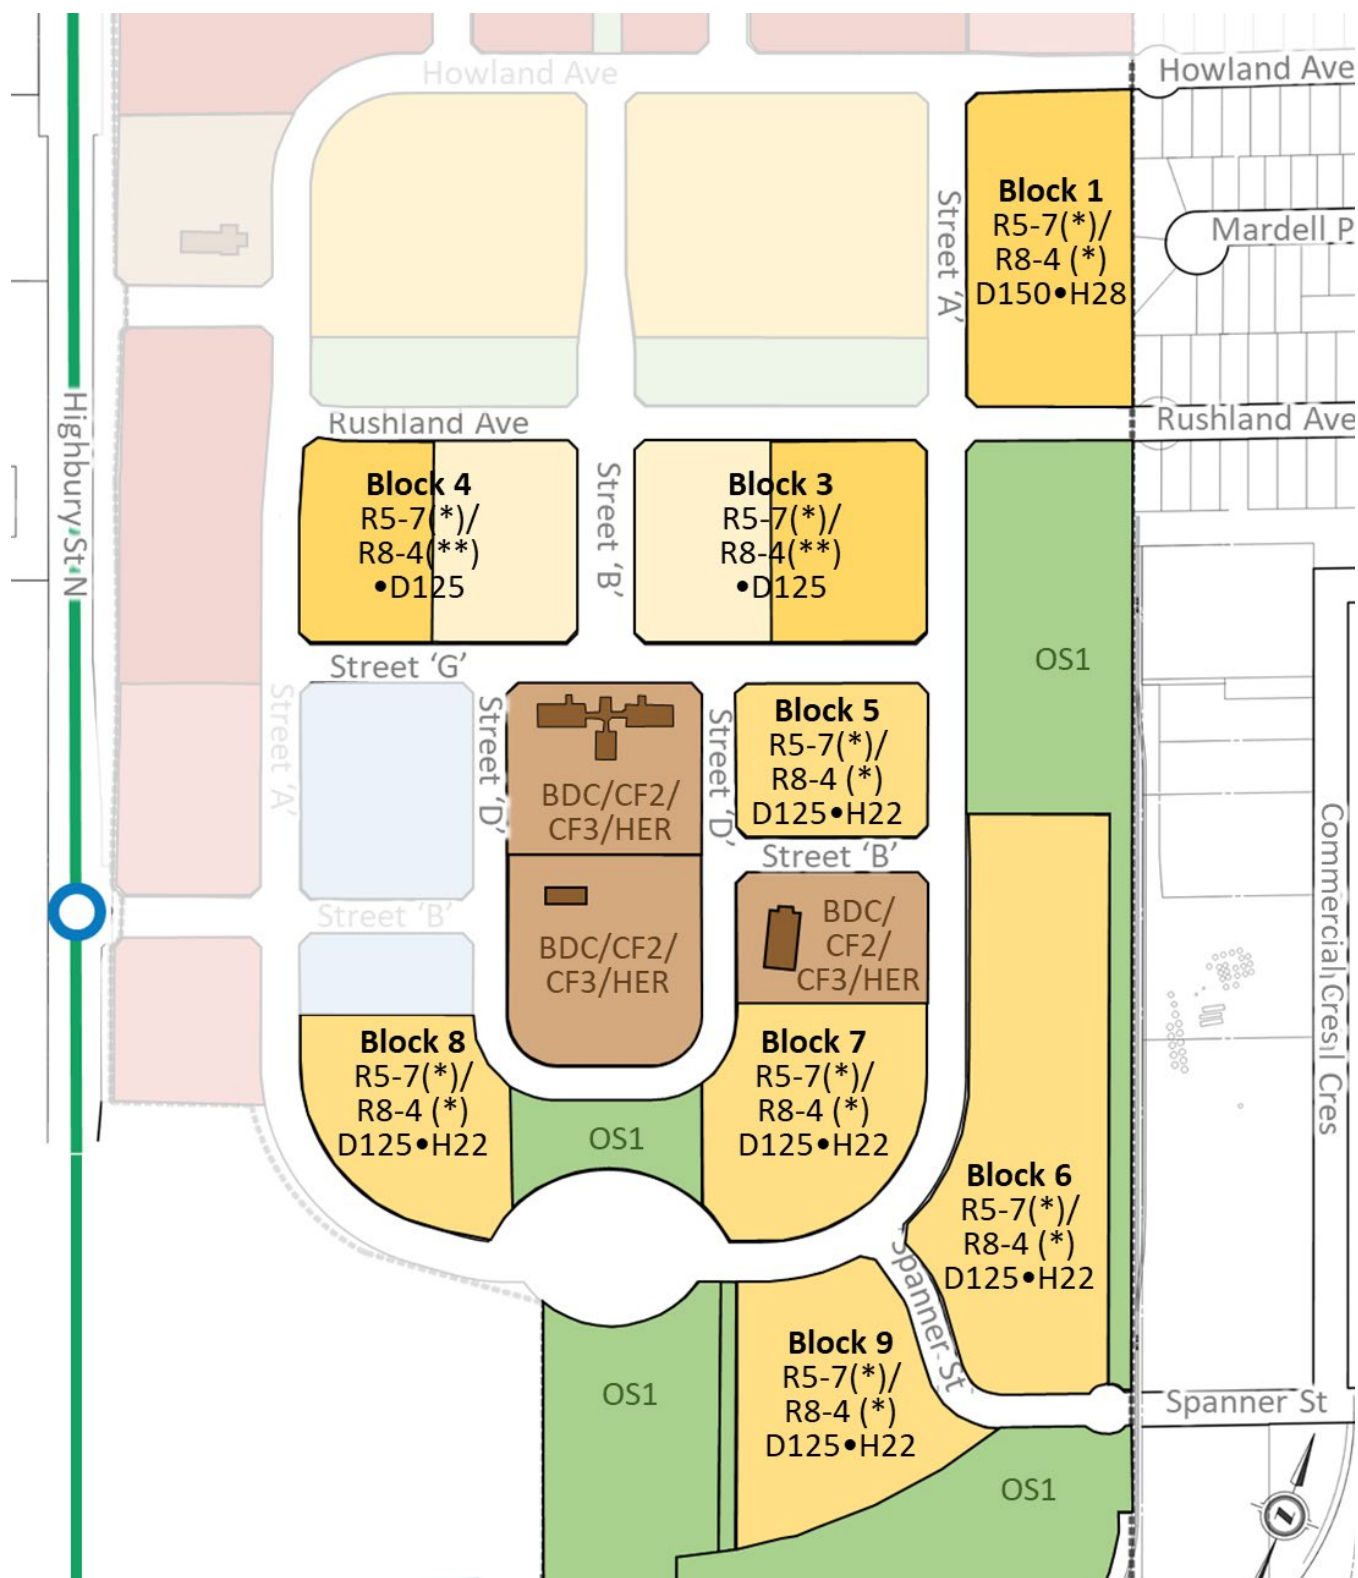 Howland Ave
Howland Ave
Block 1
R5-7(*)/
R8-4 (*)
D150•H28
Street 'A'
Mardell P
Highbury St N
Rushland Ave
Rushland Ave
Block 4
R5-7(*)/
R8-4(**)
•D125
Street 'B'
Block 3
R5-7(*)/
R8-4(**)
•D125
OS1
Street 'G'
Street 'A'
Street 'D'
BDC/CF2/
CF3/HER
Street 'D'
Block 5
R5-7(*)/
R8-4 (*)
D125•H22
Street 'B'
Street 'B'
BDC/CF2/
CF3/HER
BDC/
CF2/
CF3/HER
Commercial Cres
l Cres
Block 8
R5-7(*)/
R8-4 (*)
D125•H22
OS1
Block 7
R5-7(*)/
R8-4 (*)
D125•H22
Block 6
R5-7(*)/
R8-4 (*)
D125•H22
Spanner St
Block 9
R5-7(*)/
R8-4 (*)
D125•H22
OS1
Spanner St
OS1